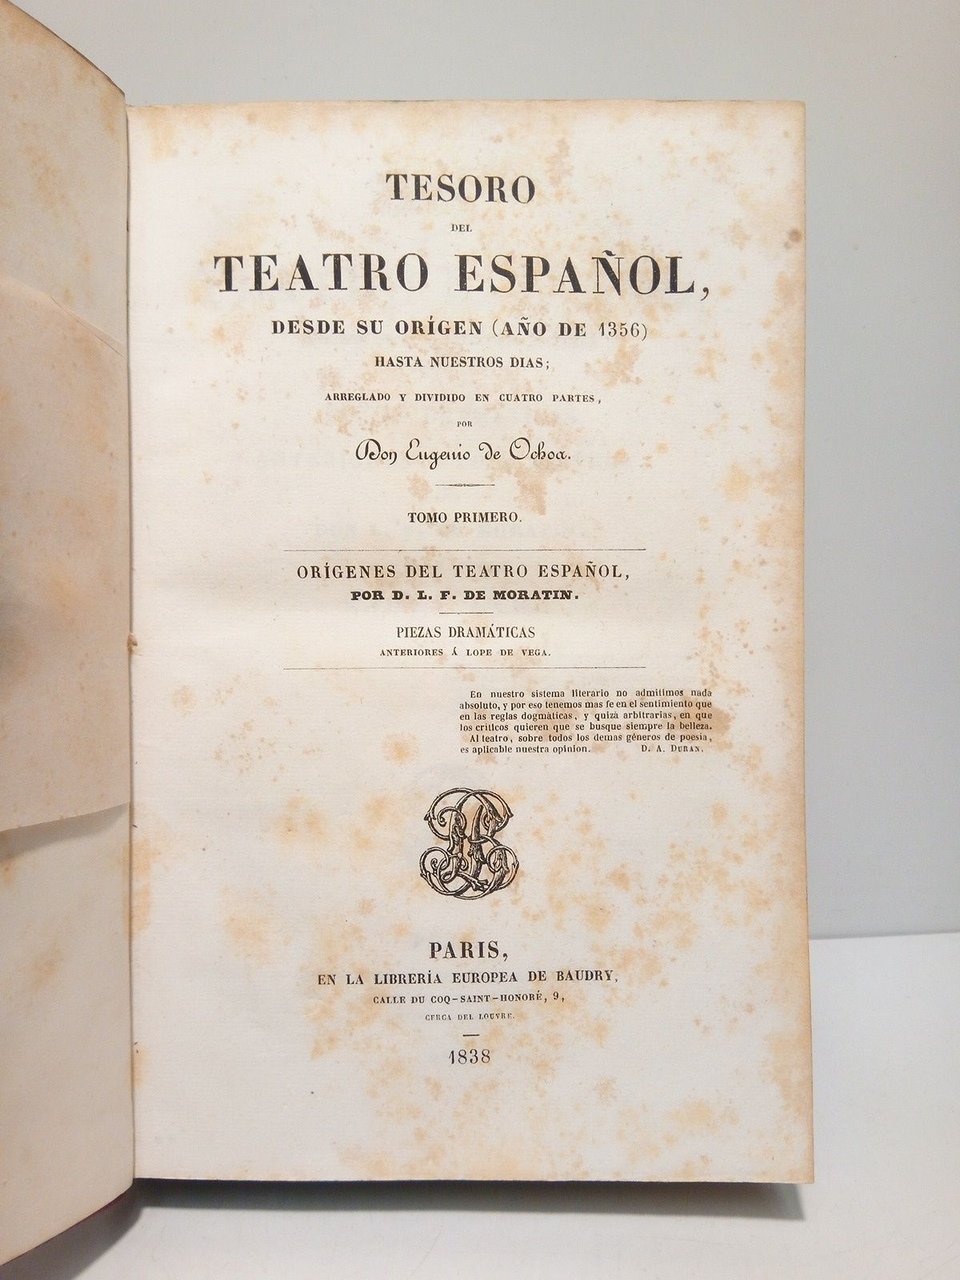 TESORO
DEL
TEATRO ESPAÑOL,
DESDE SU ORÍGEN (AÑO DE 1356)
HASTA NUESTROS DIAS;
ARREGLADO Y DIVIDIDO EN CUATRO PARTES,
POR
Don Eugenio de Ochoa.
TOMO PRIMERO.
ORÍGENES DEL TEATRO ESPAÑOL,
POR D. L. F. DE MORATIN.
PIEZAS DRAMÁTICAS
ANTERIORES Á LOPE DE VEGA.
En nuestro sistema literario no admitimos nada
absoluto, y por eso tenemos mas fe en el sentimiento que
en las reglas dogmáticas, y quizá arbitrarias, en que
los críticos quieren que se busque siempre la belleza.
Al teatro, sobre todos los demas géneros de poesia,
es aplicable nuestra opinion. D. A. DURAN.
PARIS,
EN LA LIBRERÍA EUROPEA DE BAUDRY,
CALLE DU COQ-SAINT-HONORÉ, 9,
CERCA DEL LOUVRE.
1838